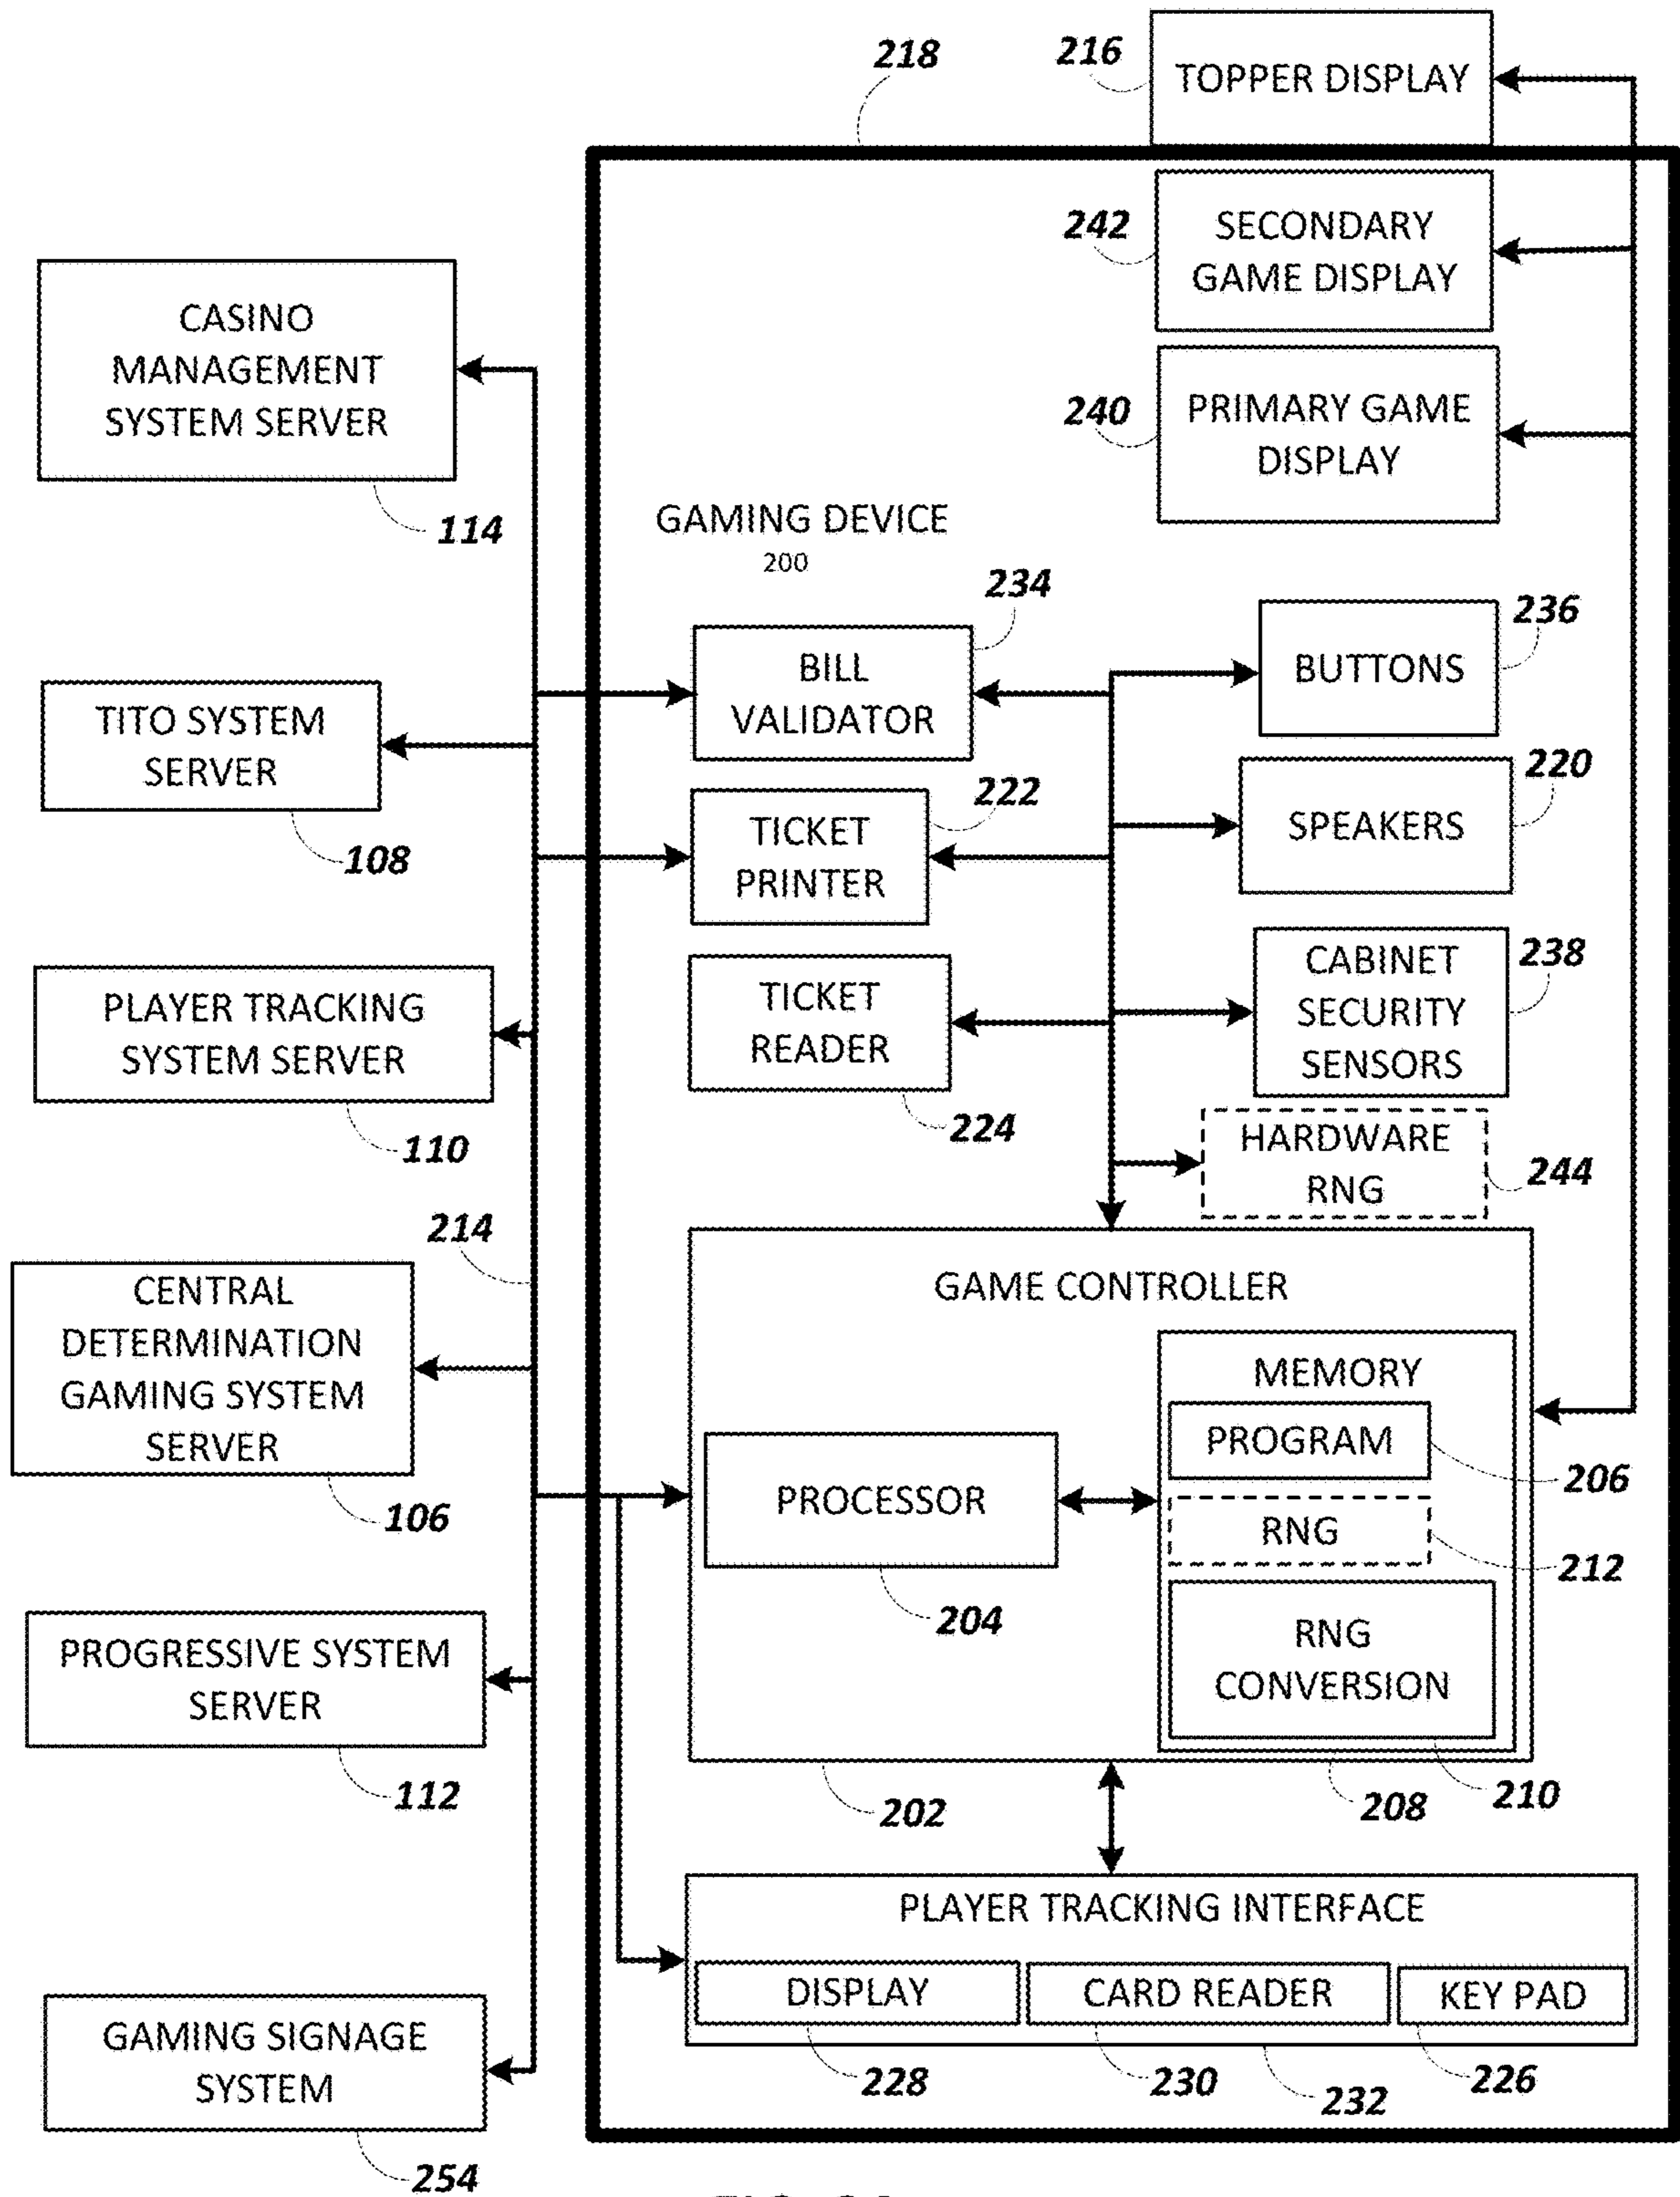 218
216
TOPPER DISPLAY
242
SECONDARY
GAME DISPLAY
CASINO
MANAGEMENT
SYSTEM SERVER
114
240
PRIMARY GAME
DISPLAY
GAMING DEVICE
200
234
BILL
VALIDATOR
236
BUTTONS
TITO SYSTEM
SERVER
108
222
TICKET
PRINTER
220
SPEAKERS
PLAYER TRACKING
SYSTEM SERVER
110
TICKET
READER
224
238
CABINET
SECURITY
SENSORS
HARDWARE
RNG
244
214
CENTRAL
DETERMINATION
GAMING SYSTEM
SERVER
106
GAME CONTROLLER
MEMORY
PROGRAM
206
PROCESSOR
204
RNG
212
RNG
CONVERSION
210
208
202
PROGRESSIVE SYSTEM
SERVER
112
PLAYER TRACKING INTERFACE
DISPLAY
CARD READER
KEY PAD
228
230
232
226
GAMING SIGNAGE
SYSTEM
254